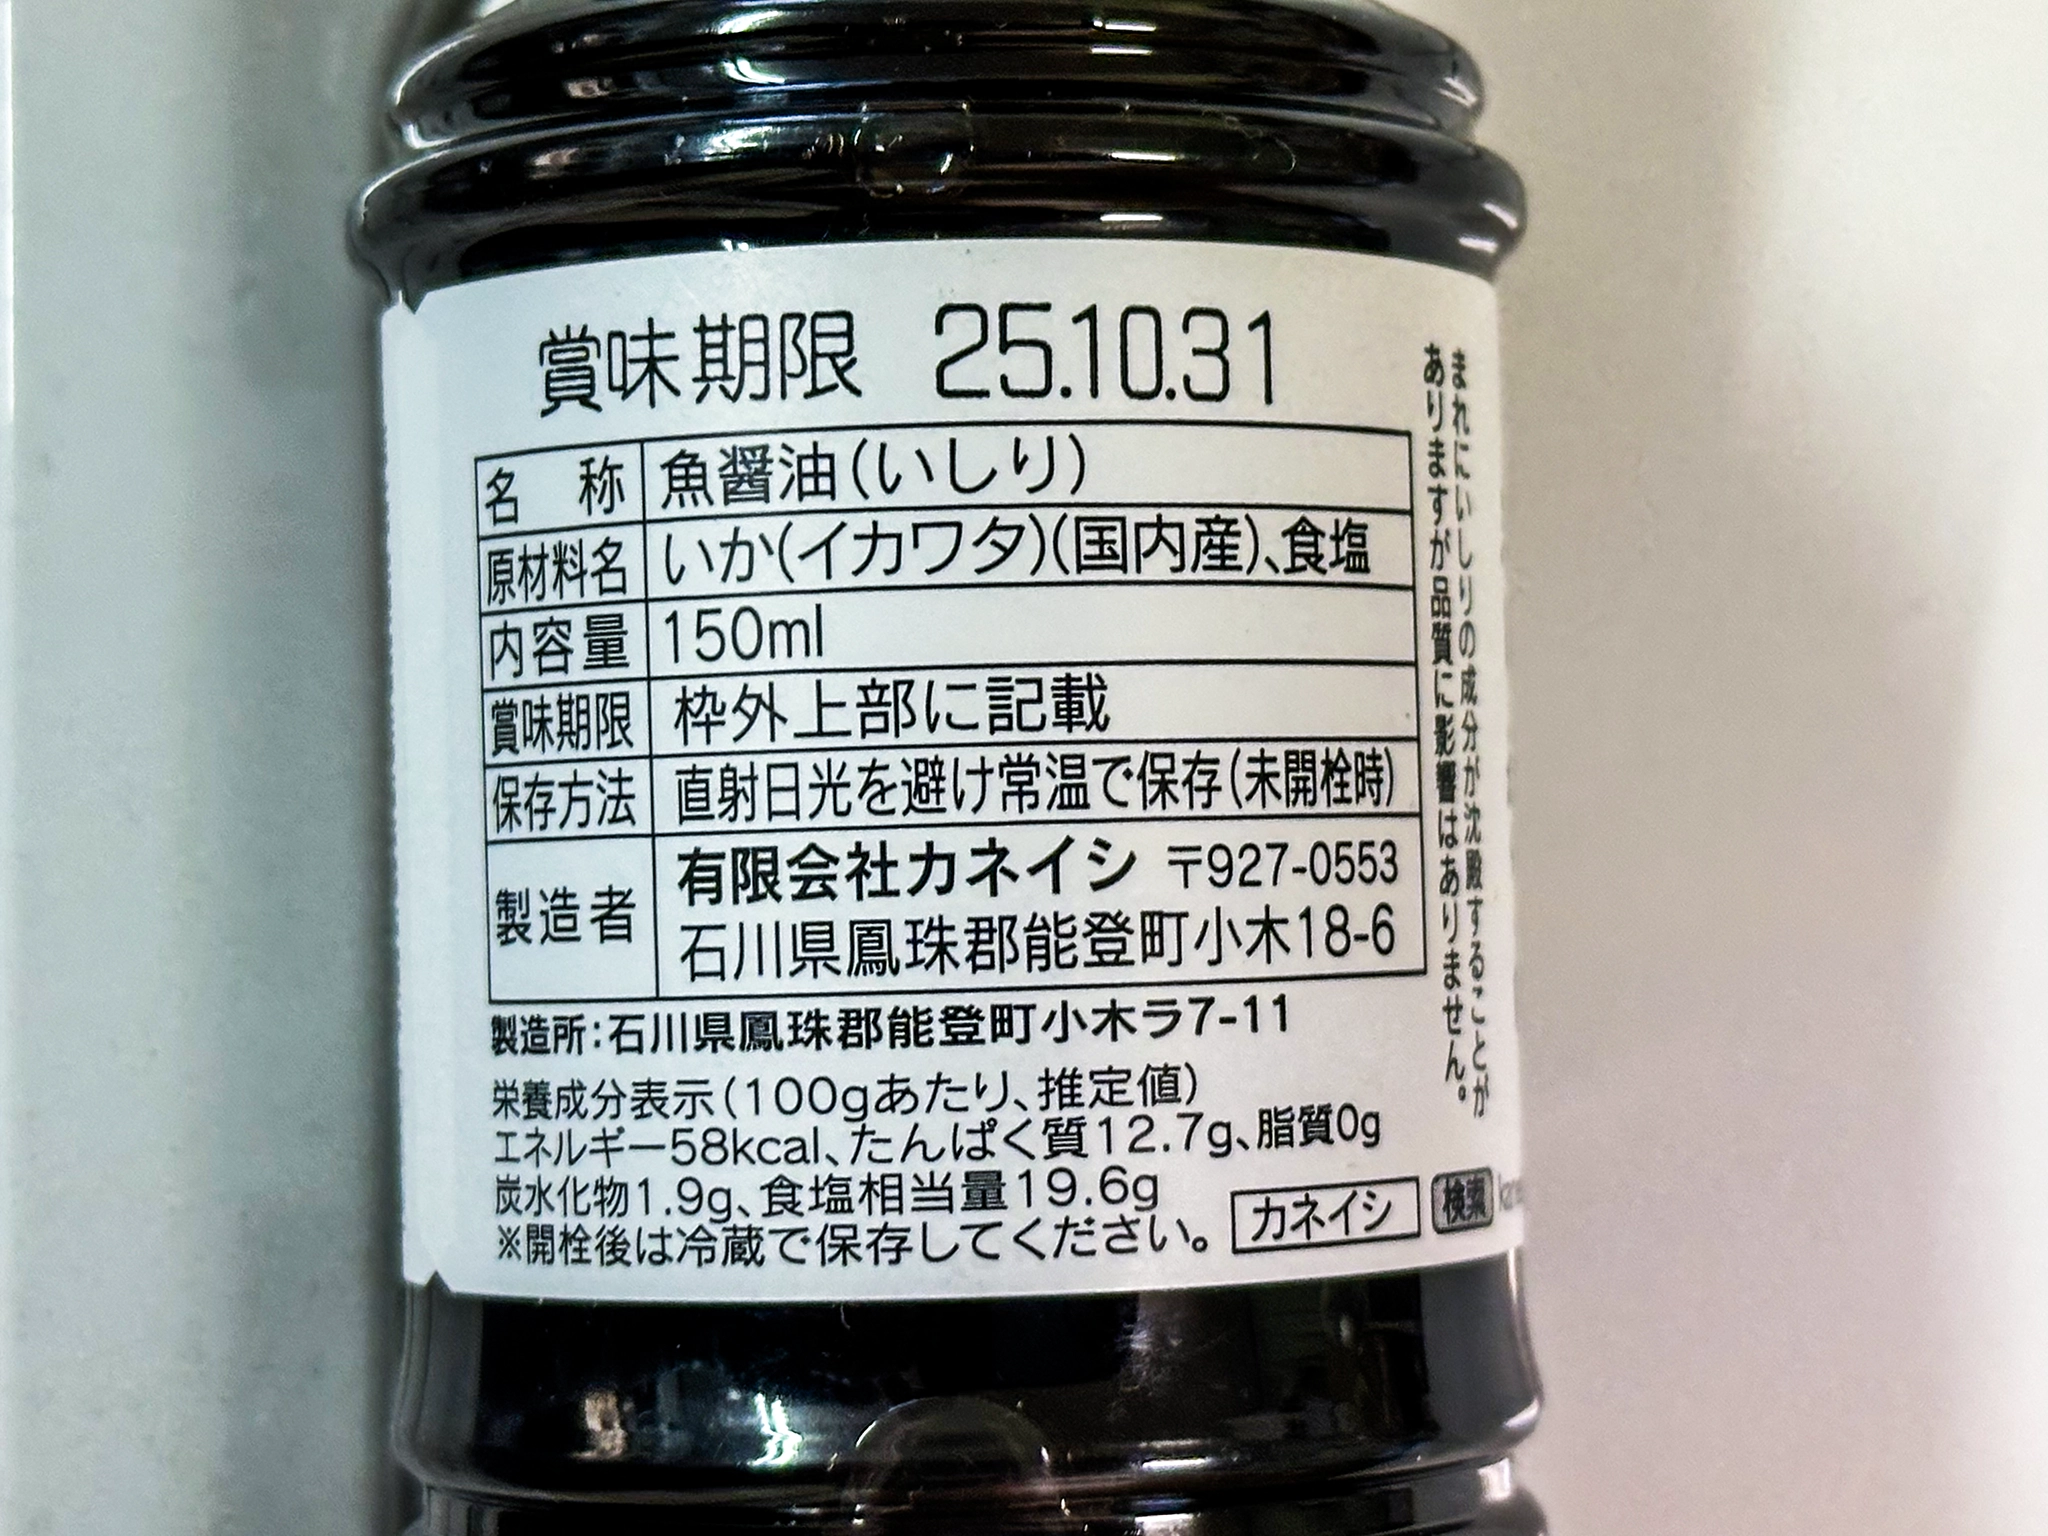 賞味期限 25.10.31
名 称 魚醤油(いしり)
原材料名 いか(イカワタ)(国内産)、食塩
内容量 150ml
賞味期限 枠外上部に記載
保存方法 直射日光を避け常温で保存(未開栓時)
製造者 有限会社カネイシ 〒927-0553
石川県鳳珠郡能登町小木18-6
製造所:石川県鳳珠郡能登町小木ラ7-11
栄養成分表示(100gあたり、推定値)
エネルギー58kcal、たんぱく質12.7g、脂質0g
炭水化物1.9g、食塩相当量19.6g
※開栓後は冷蔵で保存してください。
カネイシ 検索
まれにいしりの成分が沈殿することが
ありますが品質に影響はありません。